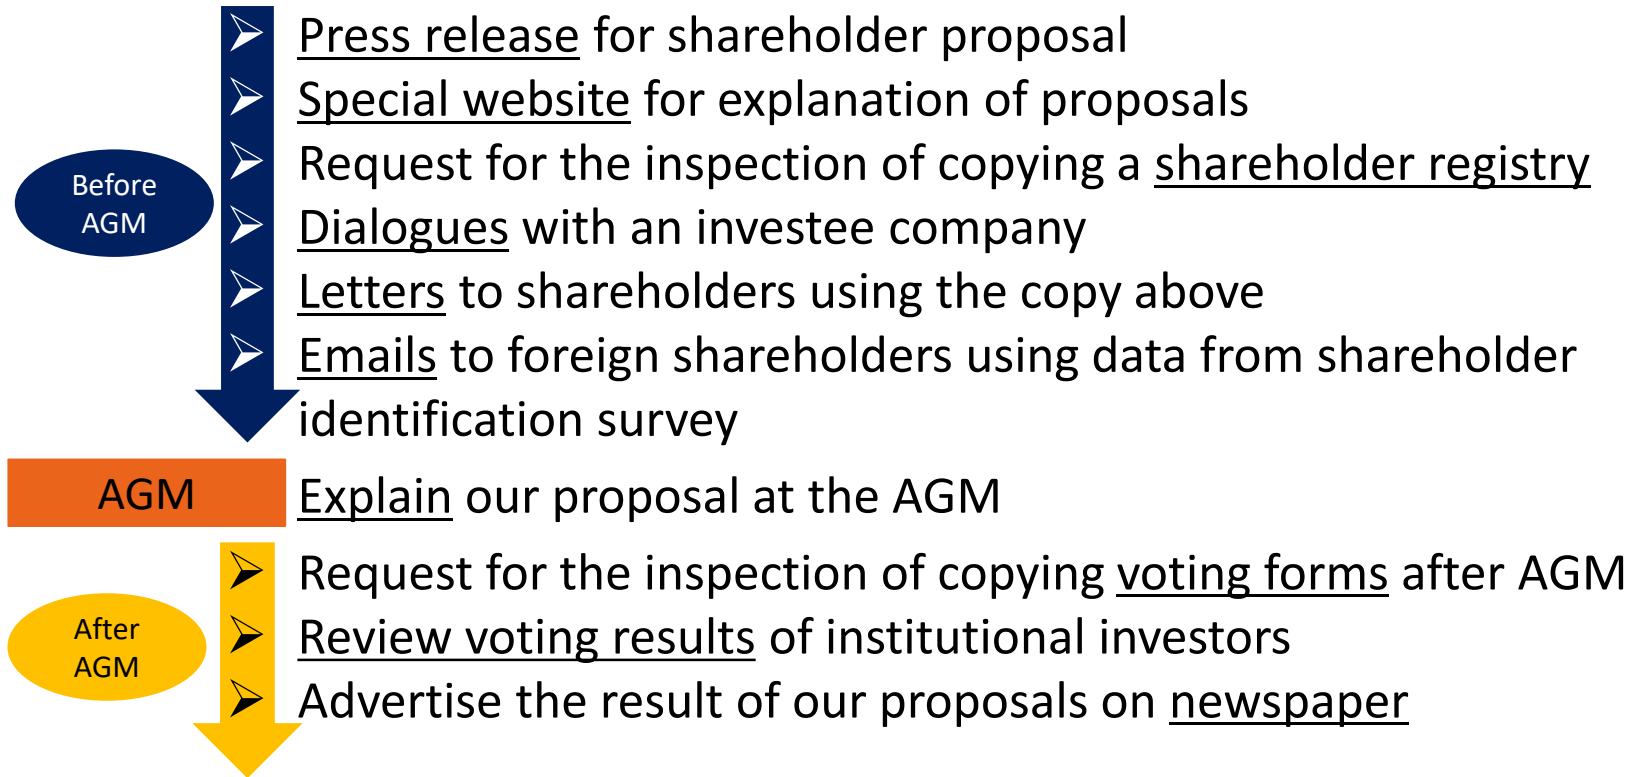 Press release for shareholder proposal
Special website for explanation of proposals
Request for the inspection of copying a shareholder registry
Before
AGM
Dialogues with an investee company
Letters to shareholders using the copy above
Emails to foreign shareholders using data from shareholder
identification survey
AGM
Explain our proposal at the AGM
Request for the inspection of copying voting forms after AGM
After
AGM
Review voting results of institutional investors
Advertise the result of our proposals on newspaper